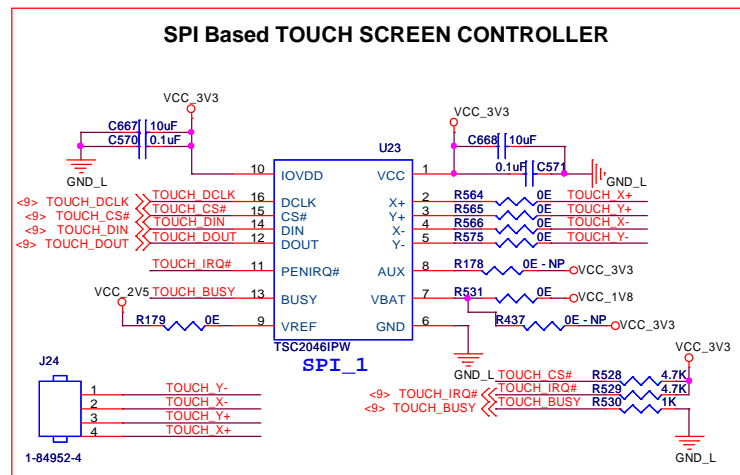 SPI Based TOUCH SCREEN CONTROLLER
VCC_3V3
VCC_3V3
C667 10uF
C570 0.1uF
U23
C668 10uF
0.1uF C571
GND_L
GND_L
10 IOVDD
VCC 1
<9> TOUCH_DCLK TOUCH_DCLK 16 DCLK
<9> TOUCH_CS# TOUCH_CS# 15 CS#
<9> TOUCH_DIN TOUCH_DIN 14 DIN
<9> TOUCH_DOUT TOUCH_DOUT 12 DOUT
X+ 2 R564 0E TOUCH_X+
Y+ 3 R565 0E TOUCH_Y+
X- 4 R566 0E TOUCH_X-
Y- 5 R575 0E TOUCH_Y-
TOUCH_IRQ# 11 PENIRQ#
AUX 8 R178 0E - NP VCC_3V3
VCC_2V5 TOUCH_BUSY 13 BUSY
VBAT 7 R531 0E VCC_1V8
R179 0E 9 VREF
GND 6 R437 0E - NP VCC_3V3
TSC2046IPW
SPI_1
GND_L
VCC_3V3
TOUCH_CS# R528 4.7K
<9> TOUCH_IRQ# TOUCH_IRQ# R529 4.7K
<9> TOUCH_BUSY TOUCH_BUSY R530 1K
GND_L
J24
1 TOUCH_Y-
2 TOUCH_X-
3 TOUCH_Y+
4 TOUCH_X+
1-84952-4